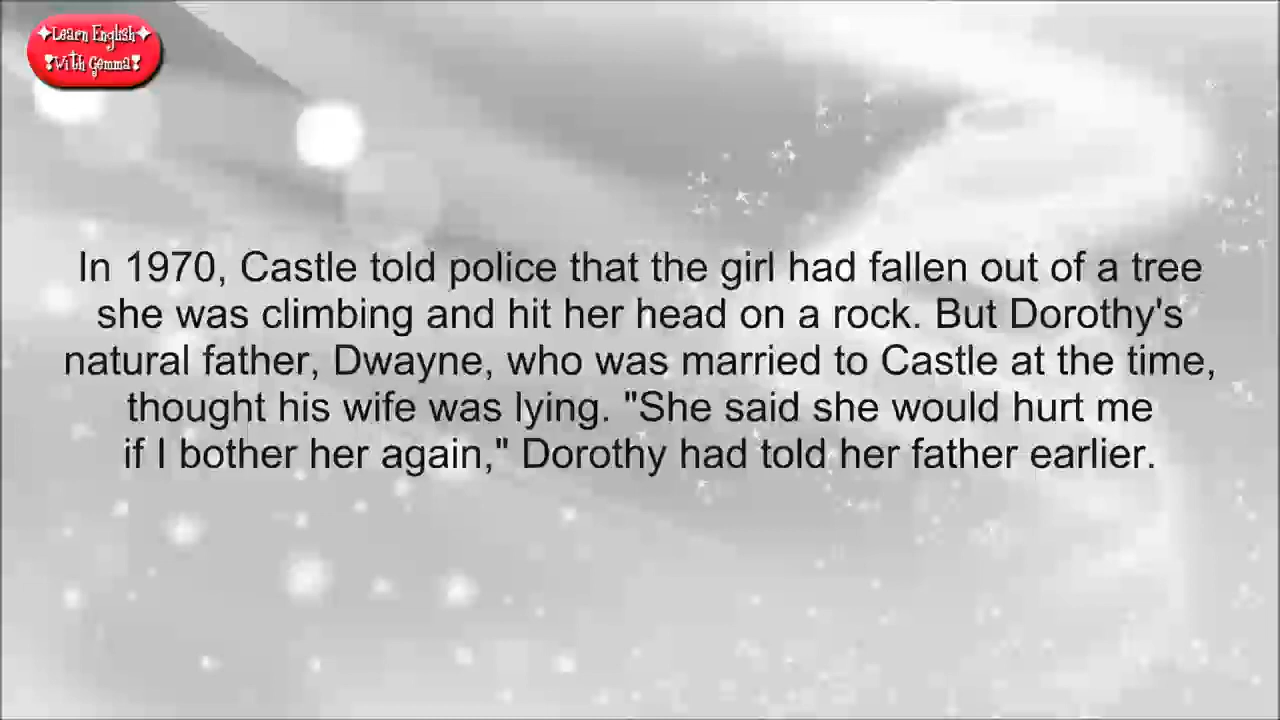 ✦Learn English✦
❣With Gemma❣
In 1970, Castle told police that the girl had fallen out of a tree
she was climbing and hit her head on a rock. But Dorothy's
natural father, Dwayne, who was married to Castle at the time,
thought his wife was lying. "She said she would hurt me
if I bother her again," Dorothy had told her father earlier.